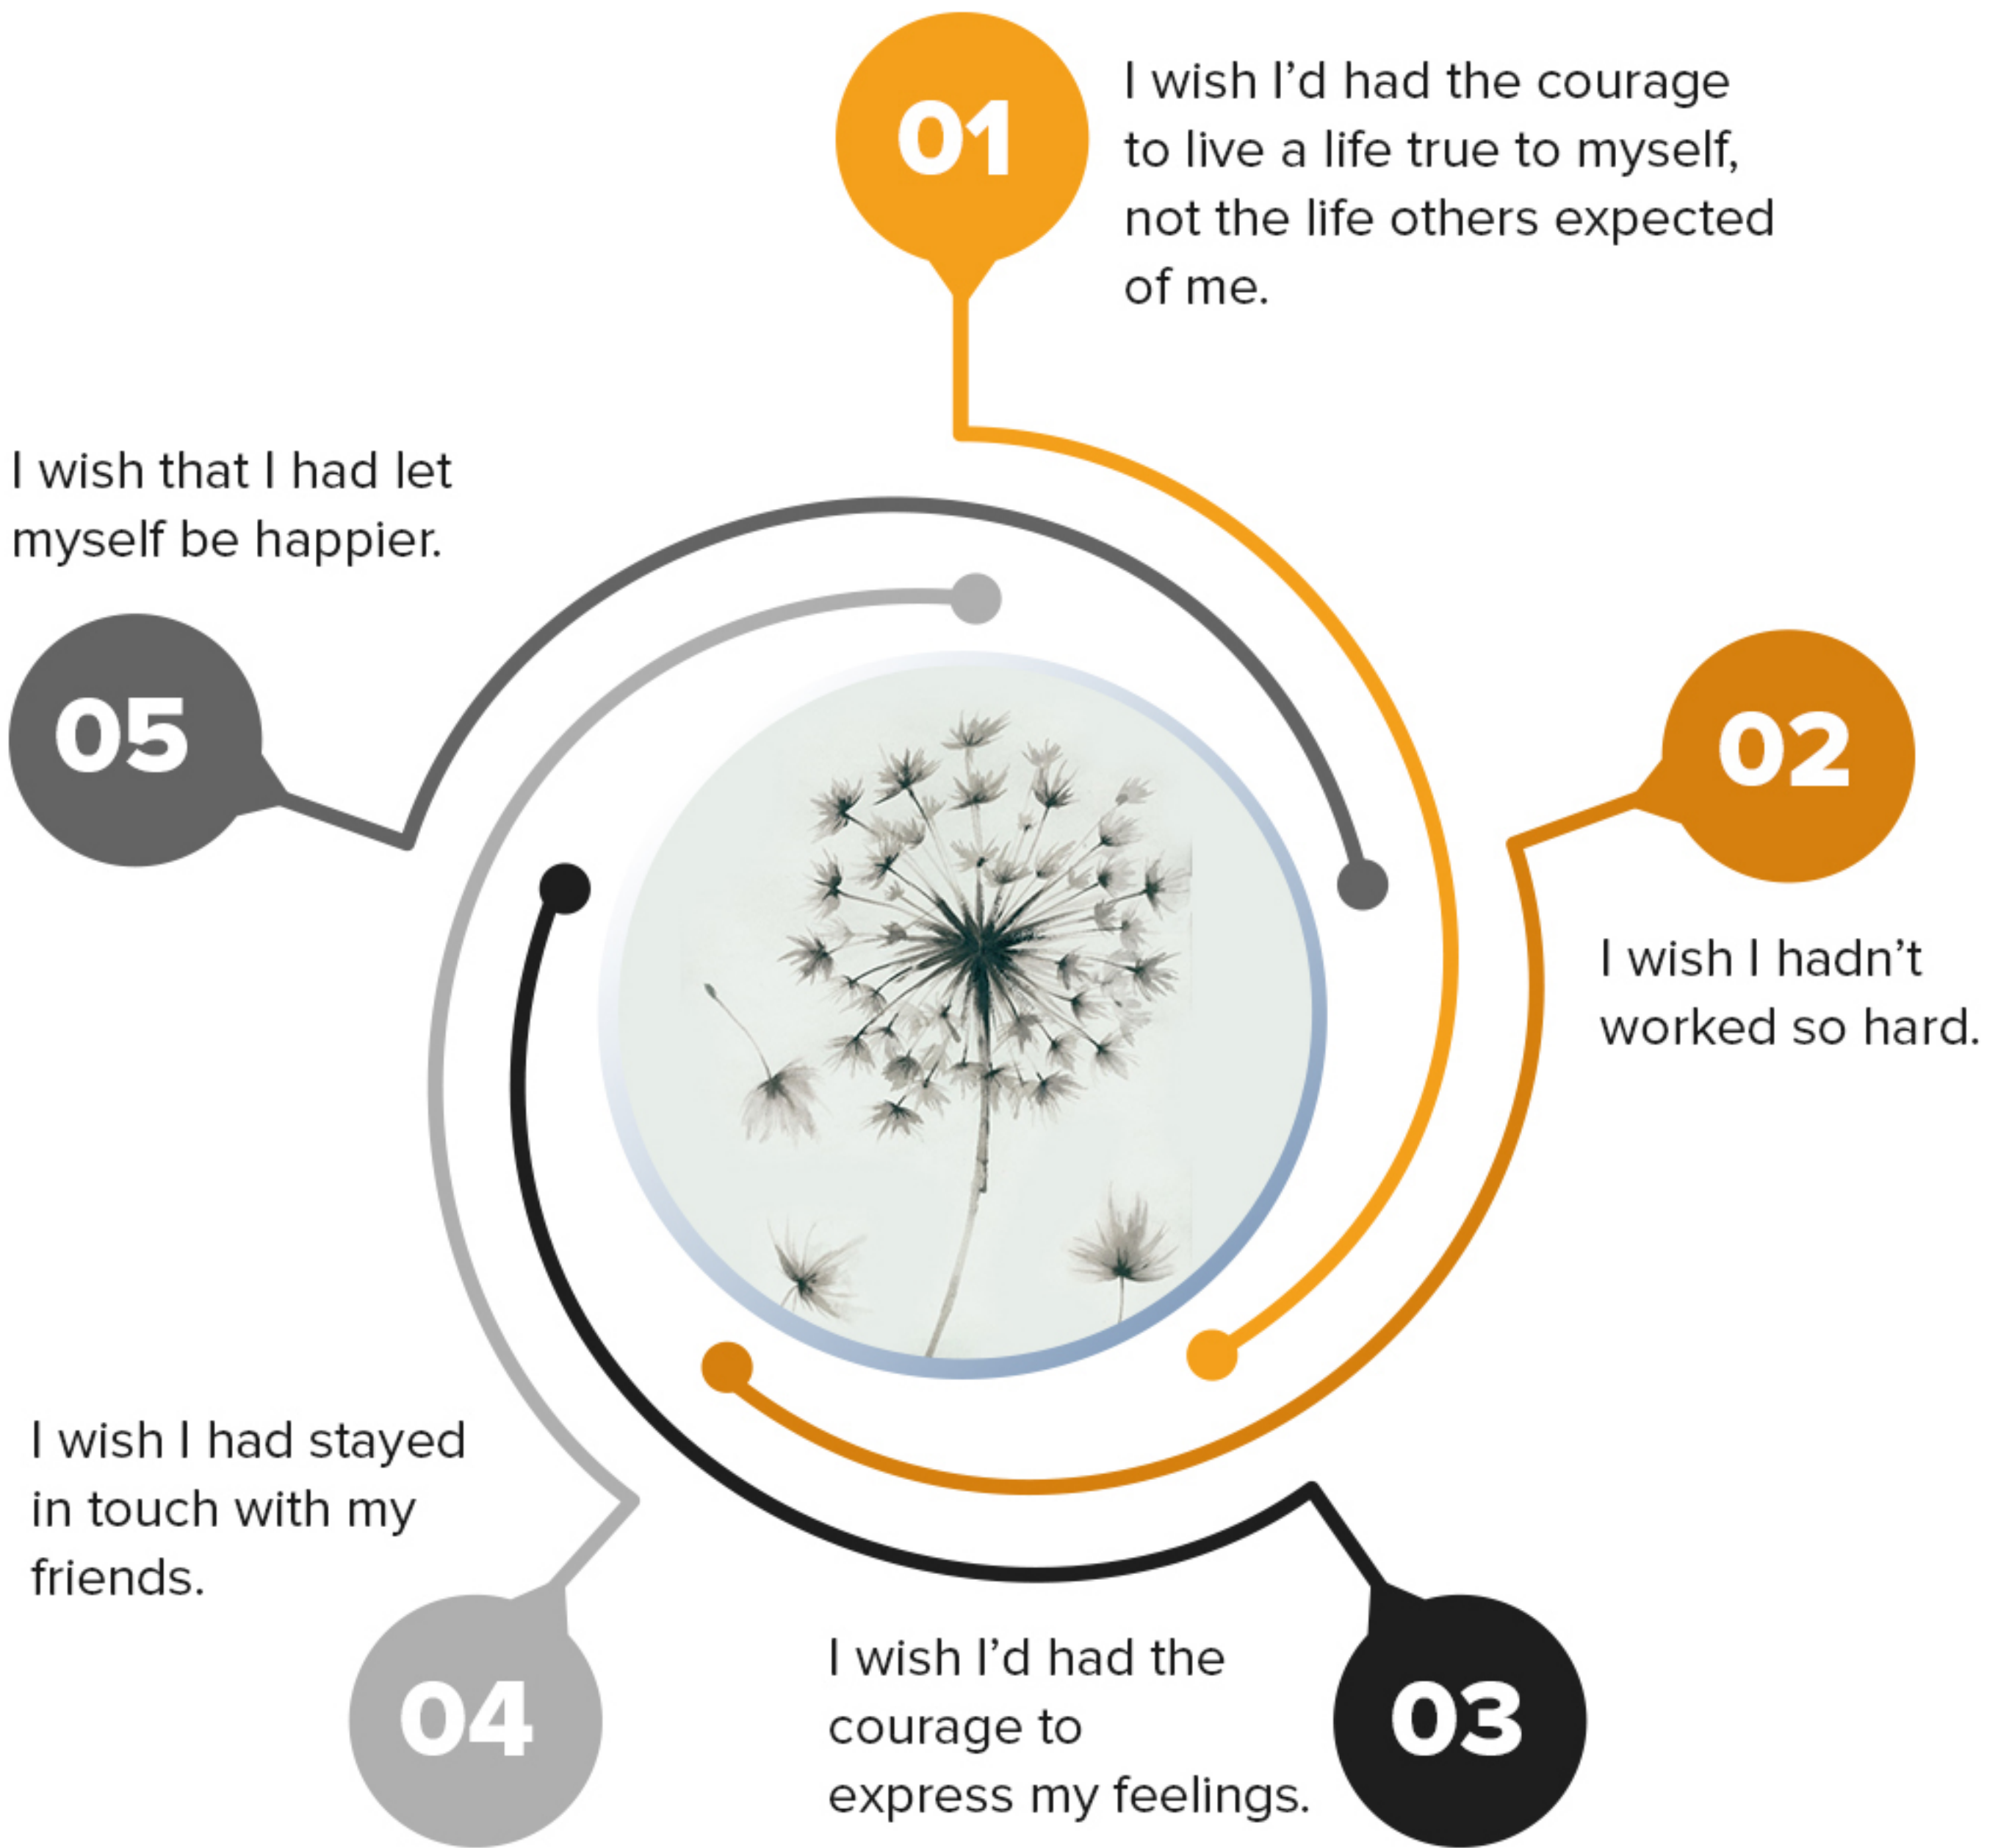 01
I wish I’d had the courage
to live a life true to myself,
not the life others expected
of me.
02
I wish I hadn’t
worked so hard.
03
I wish I’d had the
courage to
express my feelings.
04
I wish I had stayed
in touch with my
friends.
05
I wish that I had let
myself be happier.